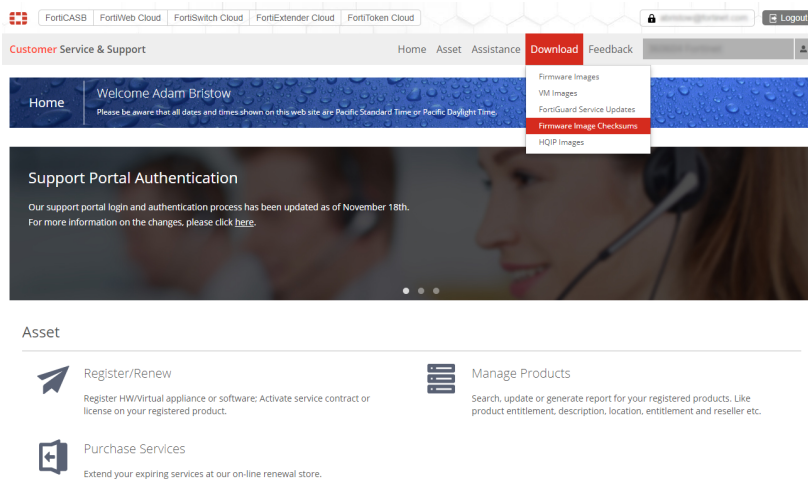 FortiCASB FortiWeb Cloud FortiSwitch Cloud FortiExtender Cloud FortiToken Cloud
Logout
Customer Service & Support
Home Asset Assistance Download Feedback
Firmware Images
VM Images
FortiGuard Service Updates
Firmware Image Checksums
HQIP Images
Home
Welcome Adam Bristow
Please be aware that all dates and times shown on this web site are Pacific Standard Time or Pacific Daylight Time.
Support Portal Authentication
Our support portal login and authentication process has been updated as of November 18th.
For more information on the changes, please click here.
Asset
Register/Renew
Register HW/Virtual appliance or software; Activate service contract or
license on your registered product.
Manage Products
Search, update or generate report for your registered products. Like
product entitlement, description, location, entitlement and reseller etc.
Purchase Services
Extend your expiring services at our on-line renewal store.